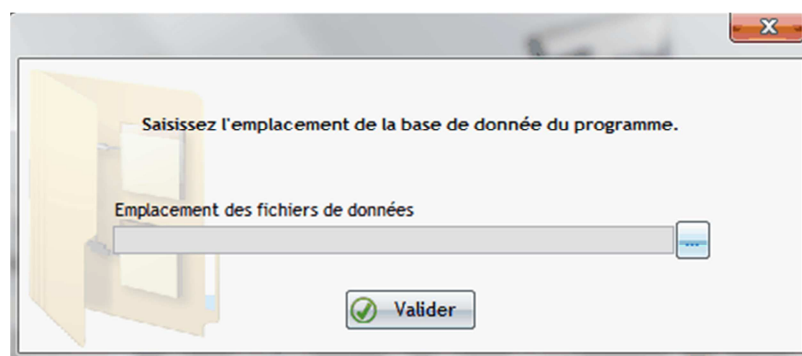 Saisissez l'emplacement de la base de donnée du programme.
Emplacement des fichiers de données
...
Valider